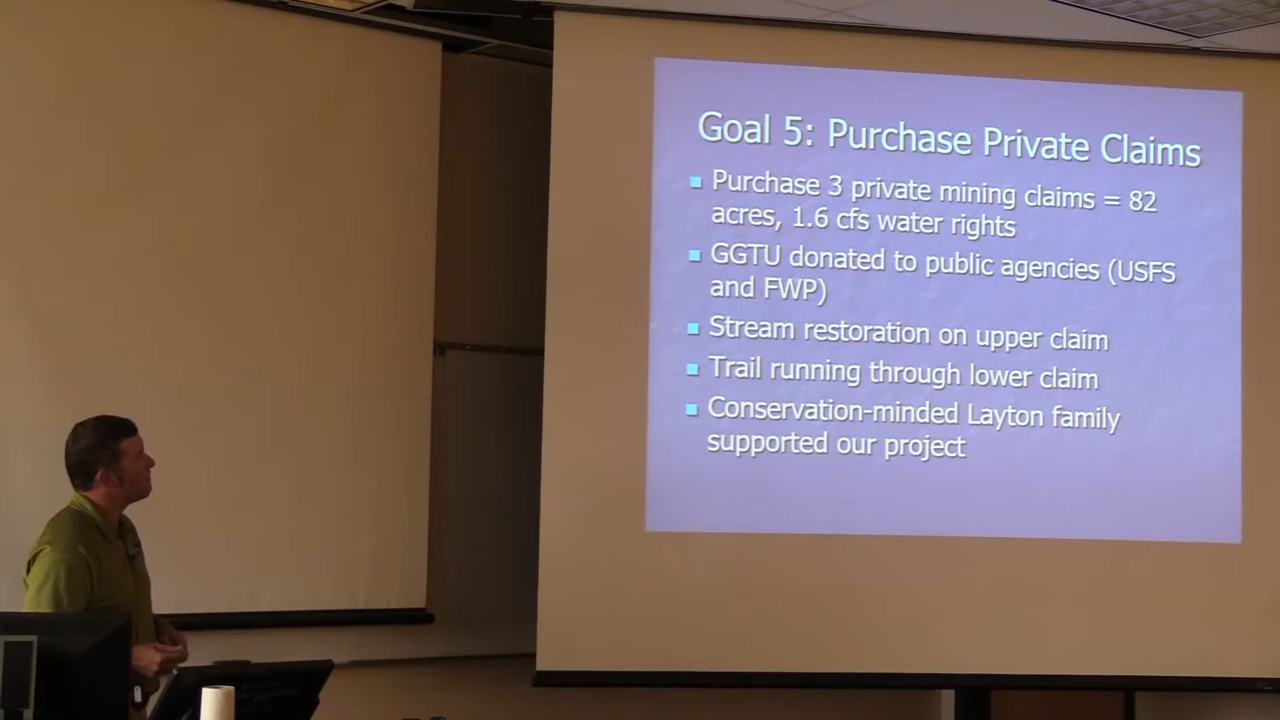 Goal 5: Purchase Private Claims
Purchase 3 private mining claims = 82
acres, 1.6 cfs water rights
GGTU donated to public agencies (USFS
and FWP)
Stream restoration on upper claim
Trail running through lower claim
Conservation-minded Layton family
supported our project